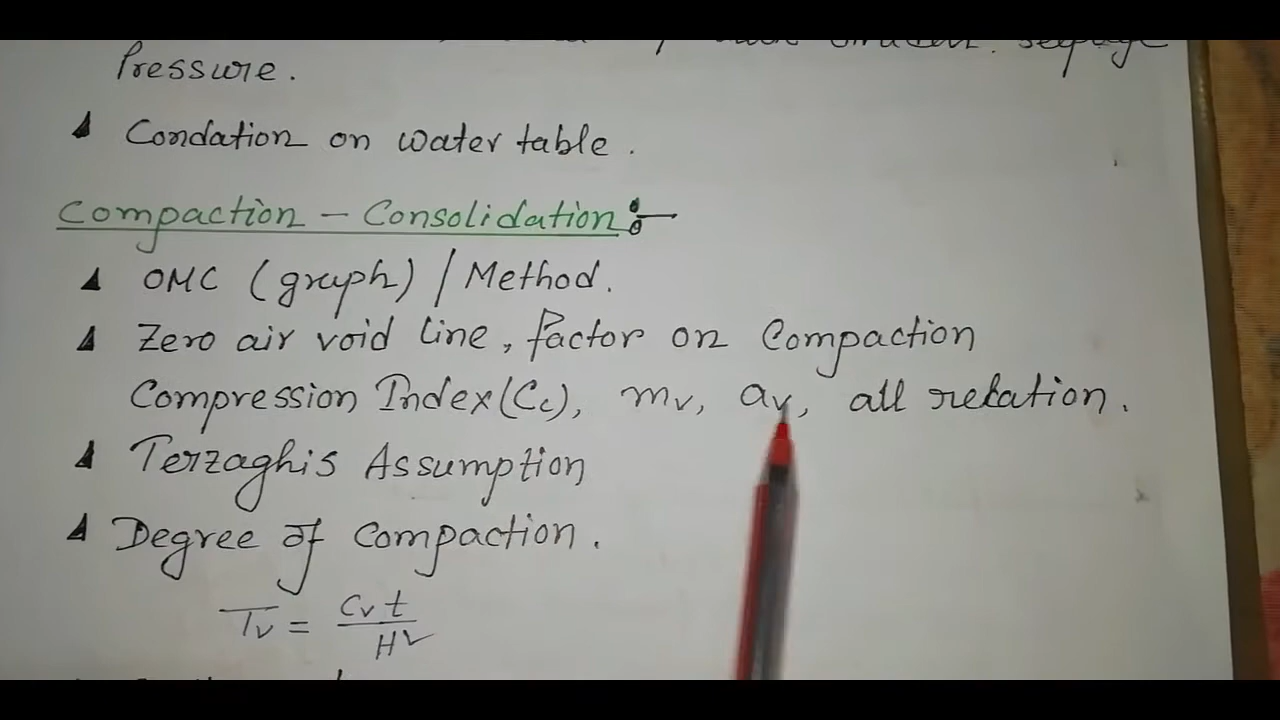 seepage
Pressure.
Condation on water table.
Compaction - Consolidation :-
OMC (graph) / Method.
Zero air void line, factor on Compaction
Compression Index (Cc), mv, av, all relation.
Terzaghis Assumption
Degree of Compaction.
Tv = Cv t / H²